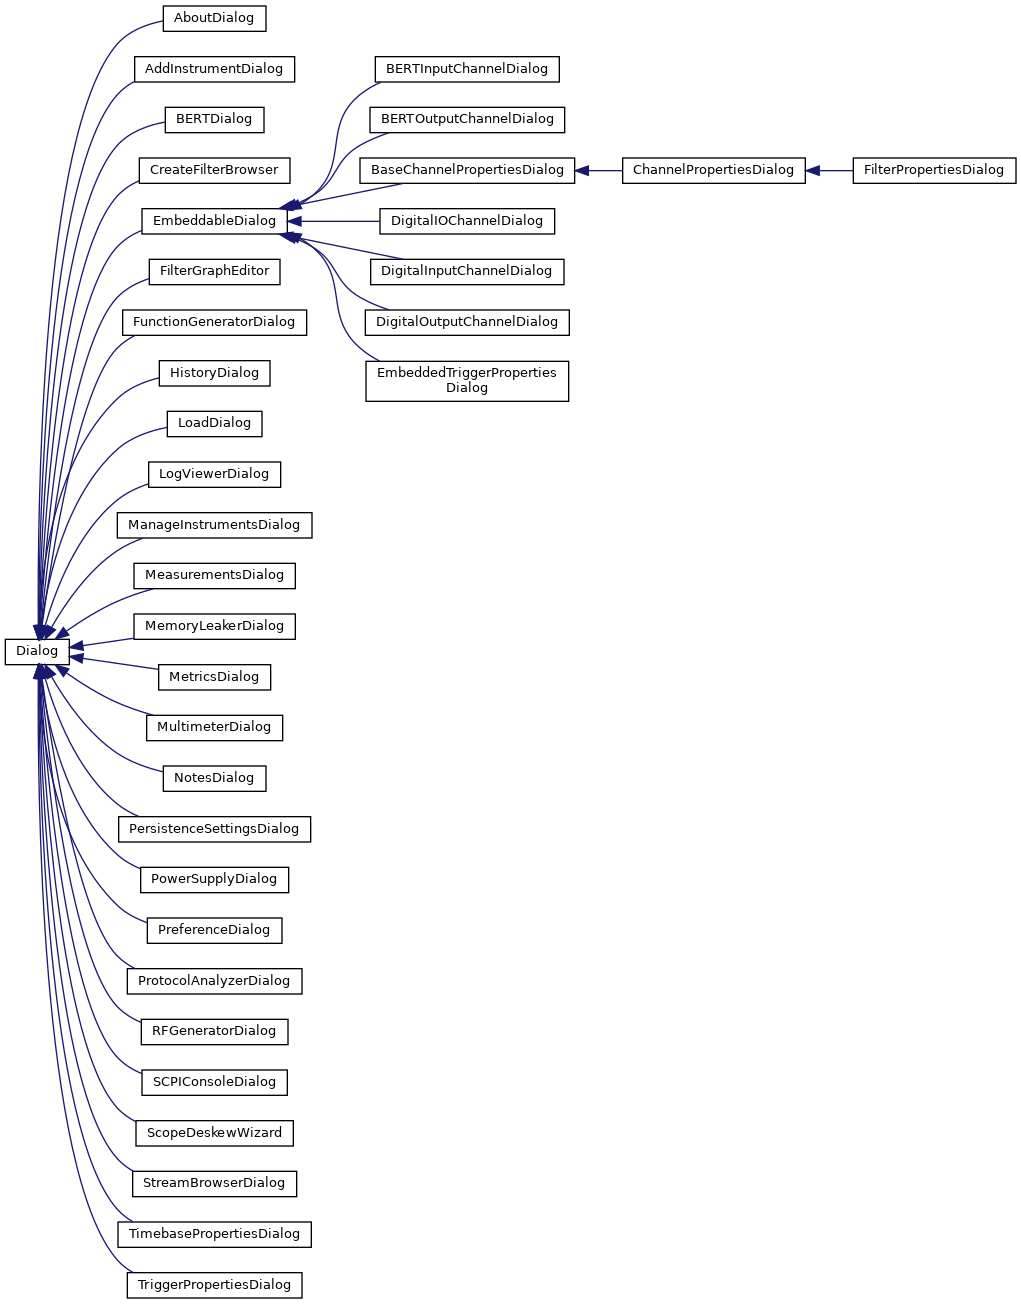 AboutDialog
AddInstrumentDialog
BERTInputChannelDialog
BERTDialog
BERTOutputChannelDialog
CreateFilterBrowser
BaseChannelPropertiesDialog
ChannelPropertiesDialog
FilterPropertiesDialog
EmbeddableDialog
DigitalIOChannelDialog
FilterGraphEditor
DigitalInputChannelDialog
FunctionGeneratorDialog
DigitalOutputChannelDialog
HistoryDialog
EmbeddedTriggerProperties
Dialog
LoadDialog
LogViewerDialog
ManageInstrumentsDialog
MeasurementsDialog
MemoryLeakerDialog
Dialog
MetricsDialog
MultimeterDialog
NotesDialog
PersistenceSettingsDialog
PowerSupplyDialog
PreferenceDialog
ProtocolAnalyzerDialog
RFGeneratorDialog
SCPIConsoleDialog
ScopeDeskewWizard
StreamBrowserDialog
TimebasePropertiesDialog
TriggerPropertiesDialog